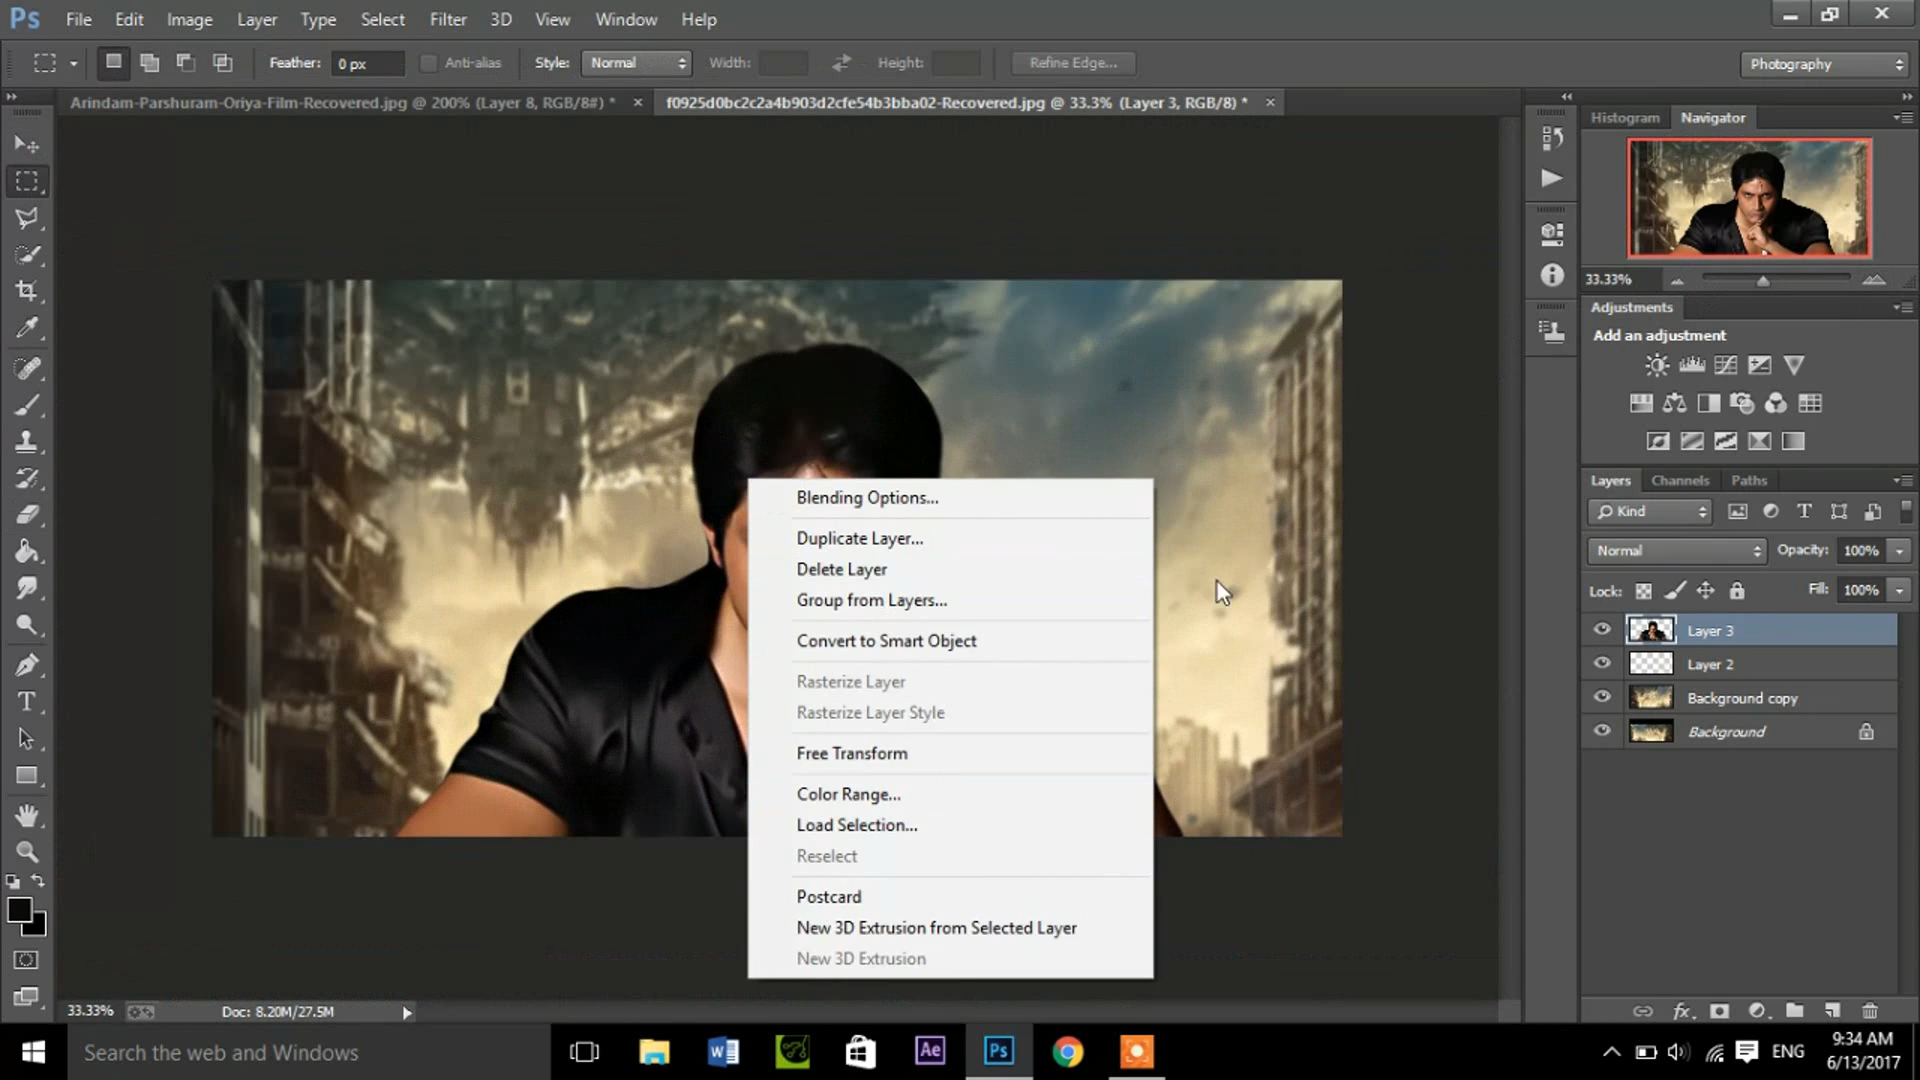 Ps File Edit Image Layer Type Select Filter 3D View Window Help
Feather: 0 px Anti-alias Style: Normal Width: Height: Refine Edge... Photography
Arindam-Parshuram-Oriya-Film-Recovered.jpg @ 200% (Layer 8, RGB/8#) * × f0925d0bc2c2a4b903d2cfe54b3bba02-Recovered.jpg @ 33.3% (Layer 3, RGB/8) * ×
Histogram Navigator
33.33%
Adjustments
Add an adjustment
Layers Channels Paths
Kind
Normal Opacity: 100%
Lock: Fill: 100%
Layer 3
Layer 2
Background copy
Background
Blending Options...
Duplicate Layer...
Delete Layer
Group from Layers...
Convert to Smart Object
Rasterize Layer
Rasterize Layer Style
Free Transform
Color Range...
Load Selection...
Reselect
Postcard
New 3D Extrusion from Selected Layer
New 3D Extrusion
T
33.33% Doc: 8.20M/27.5M
fx
Search the web and Windows
W
Ae
Ps
ENG
9:34 AM
6/13/2017